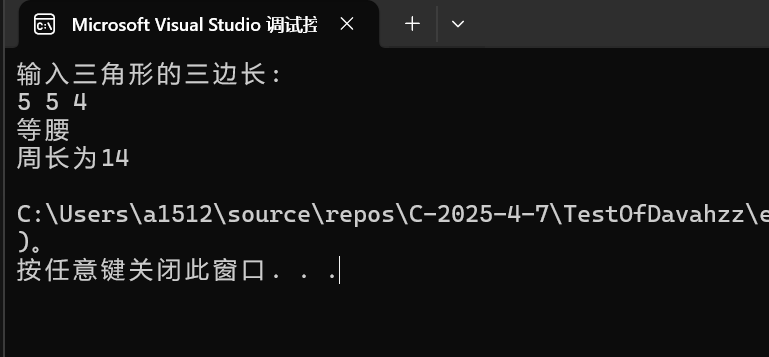 Microsoft Visual Studio 调试控
输入三角形的三边长:
5 5 4
等腰
周长为14
C:\Users\a1512\source\repos\C-2025-4-7\TestOfDavahzz\e
)。
按任意键关闭此窗口. . .